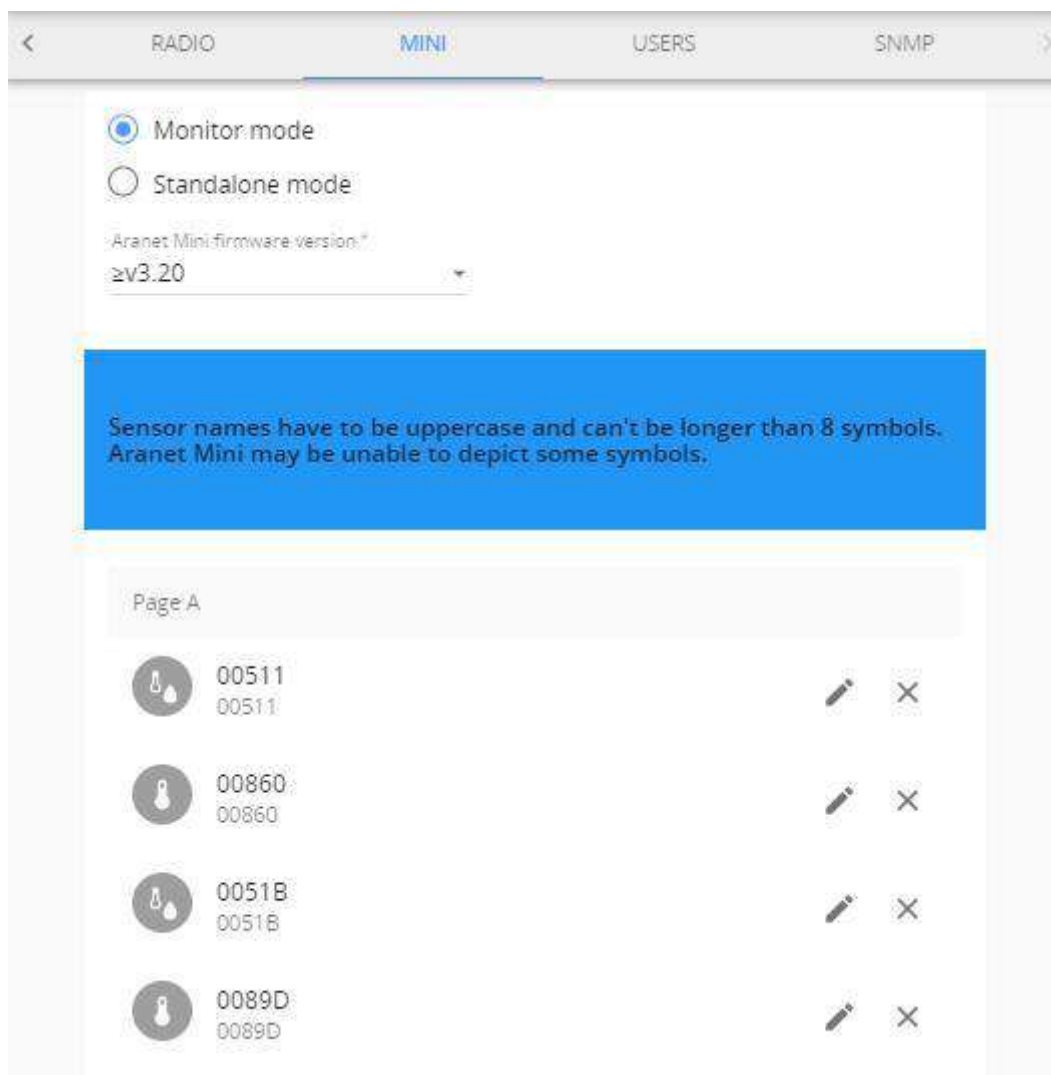 RADIO MINI USERS SNMP
Monitor mode
Standalone mode
Aranet Mini firmware version *
≥v3.20
Sensor names have to be uppercase and can't be longer than 8 symbols.
Aranet Mini may be unable to depict some symbols.
Page A
00511
00511
00860
00860
0051B
0051B
0089D
0089D